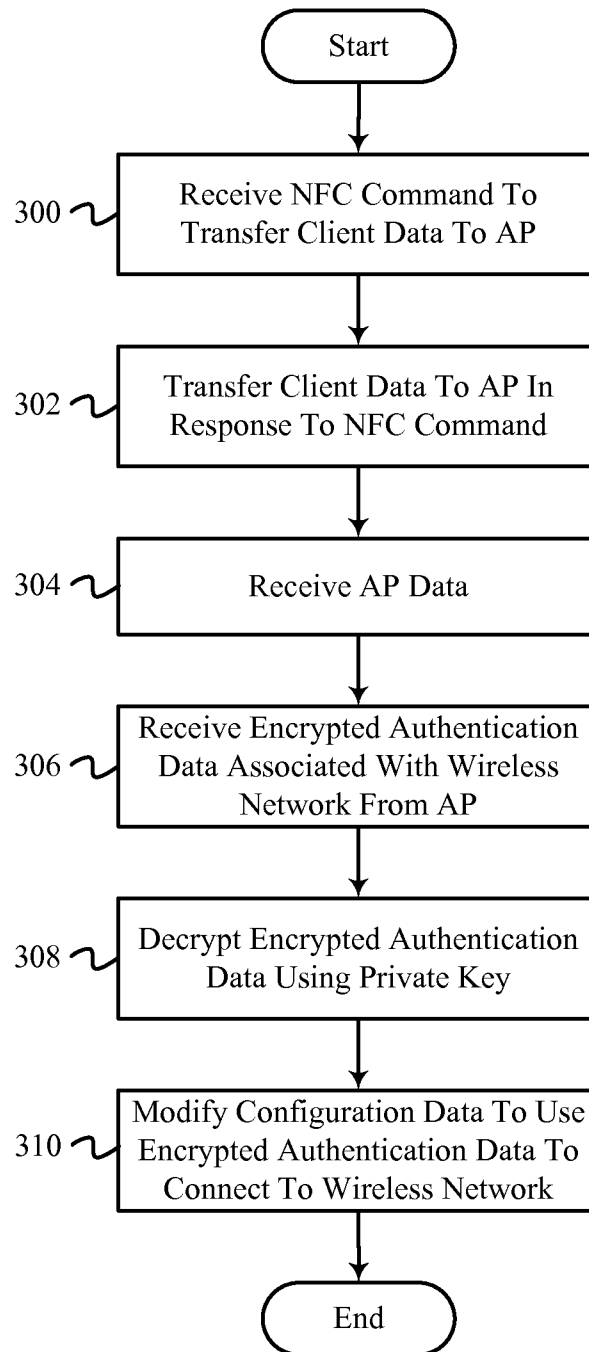 Start
300
Receive NFC Command To
Transfer Client Data To AP
302
Transfer Client Data To AP In
Response To NFC Command
304
Receive AP Data
306
Receive Encrypted Authentication
Data Associated With Wireless
Network From AP
308
Decrypt Encrypted Authentication
Data Using Private Key
310
Modify Configuration Data To Use
Encrypted Authentication Data To
Connect To Wireless Network
End